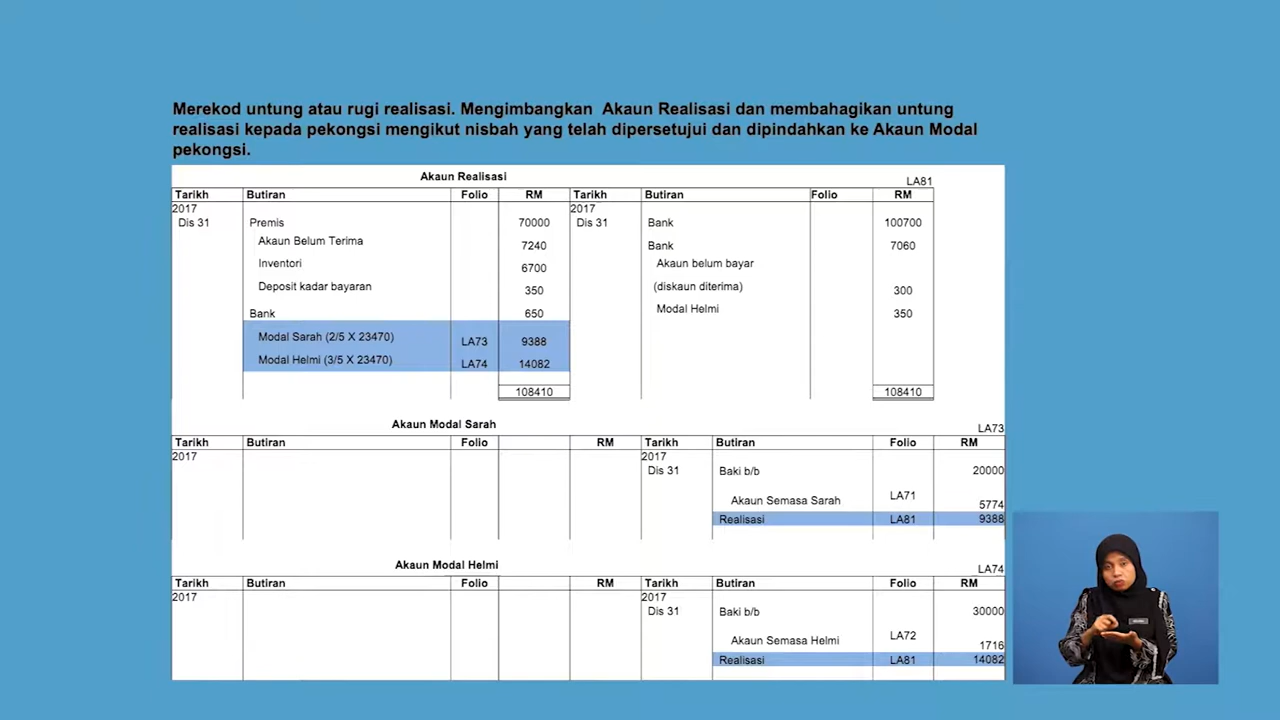 Merekod untung atau rugi realisasi. Mengimbangkan Akaun Realisasi dan membahagikan untung
realisasi kepada pekongsi mengikut nisbah yang telah dipersetujui dan dipindahkan ke Akaun Modal
pekongsi.
Akaun Realisasi
LA81
Tarikh Butiran Folio RM Tarikh Butiran Folio RM
2017 2017
Dis 31 Premis 70000 Dis 31 Bank 100700
Akaun Belum Terima 7240 Bank 7060
Inventori 6700 Akaun belum bayar
Deposit kadar bayaran 350 (diskaun diterima) 300
Bank 650 Modal Helmi 350
Modal Sarah (2/5 X 23470) LA73 9388
Modal Helmi (3/5 X 23470) LA74 14082
108410 108410
Akaun Modal Sarah
LA73
Tarikh Butiran Folio RM Tarikh Butiran Folio RM
2017 2017
Dis 31 Baki b/b 20000
Akaun Semasa Sarah LA71 5774
Realisasi LA81 9388
Akaun Modal Helmi
LA74
Tarikh Butiran Folio RM Tarikh Butiran Folio RM
2017 2017
Dis 31 Baki b/b 30000
Akaun Semasa Helmi LA72 1716
Realisasi LA81 14082